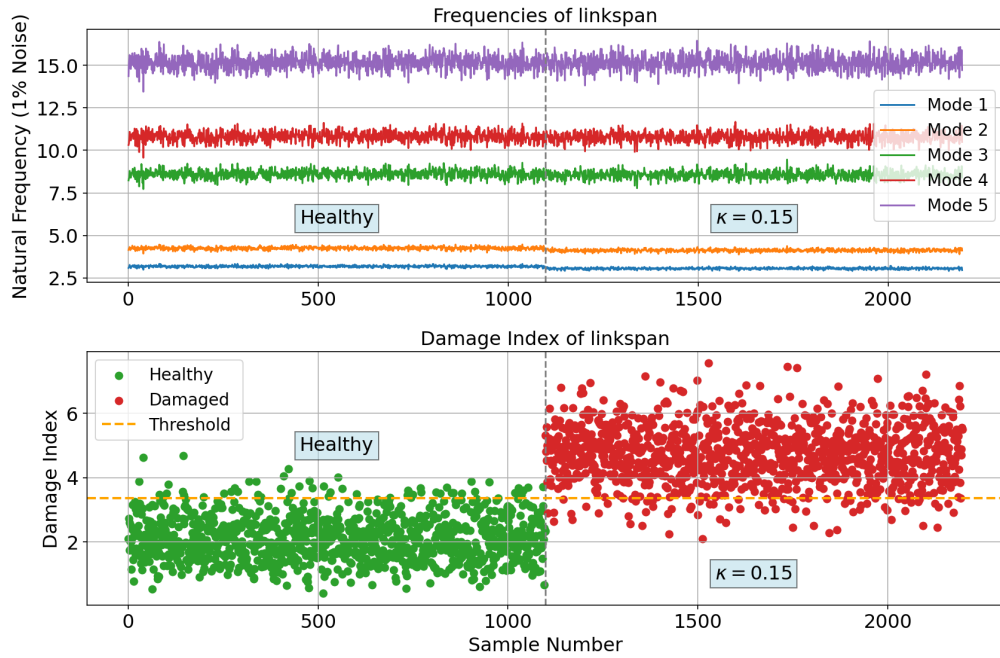 Frequencies of linkspan
Natural Frequency (1% Noise)
15.0
12.5
10.0
7.5
5.0
2.5
0
500
1000
1500
2000
Mode 1
Mode 2
Mode 3
Mode 4
Mode 5
Healthy
κ = 0.15
Damage Index of linkspan
Damage Index
6
4
2
Healthy
Damaged
Threshold
Healthy
κ = 0.15
0
500
1000
1500
2000
Sample Number